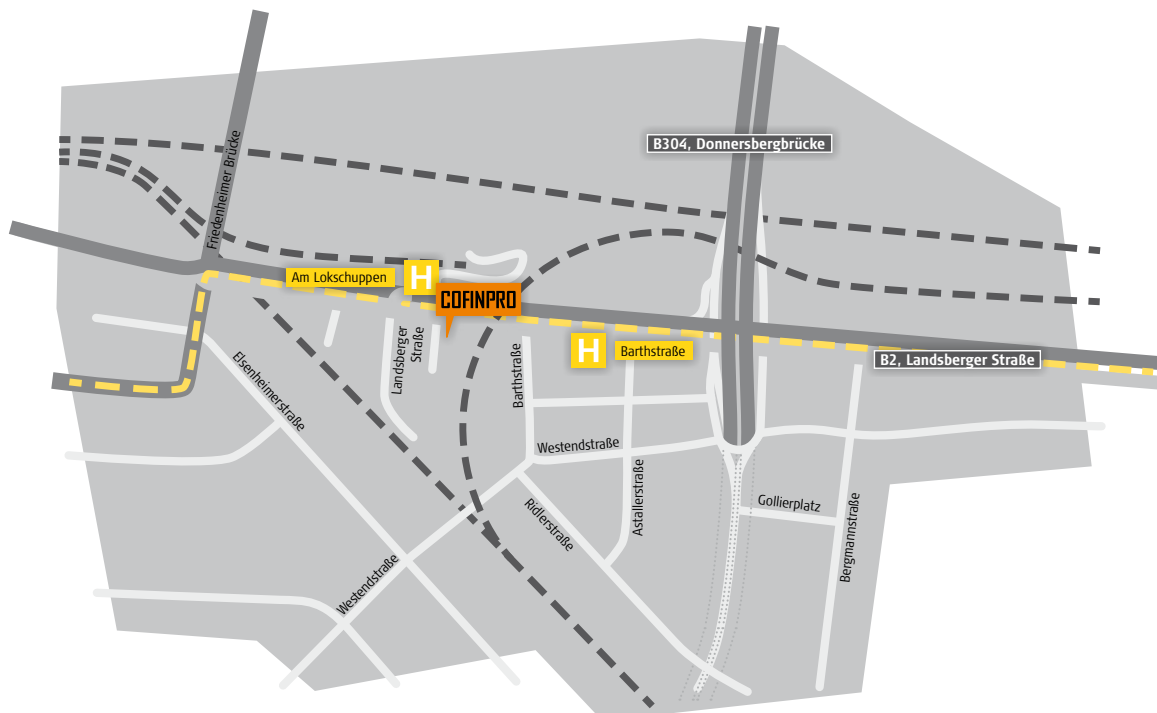 B304, Donnersbergbrücke
Friedenheimer Brücke
Am Lokschuppen
H
COFINPRO
H
Barthstraße
B2, Landsberger Straße
Landsberger
Straße
Barthstraße
Elsenheimerstraße
Westendstraße
Astallerstraße
Ridlerstraße
Gollierplatz
Bergmannstraße
Westendstraße